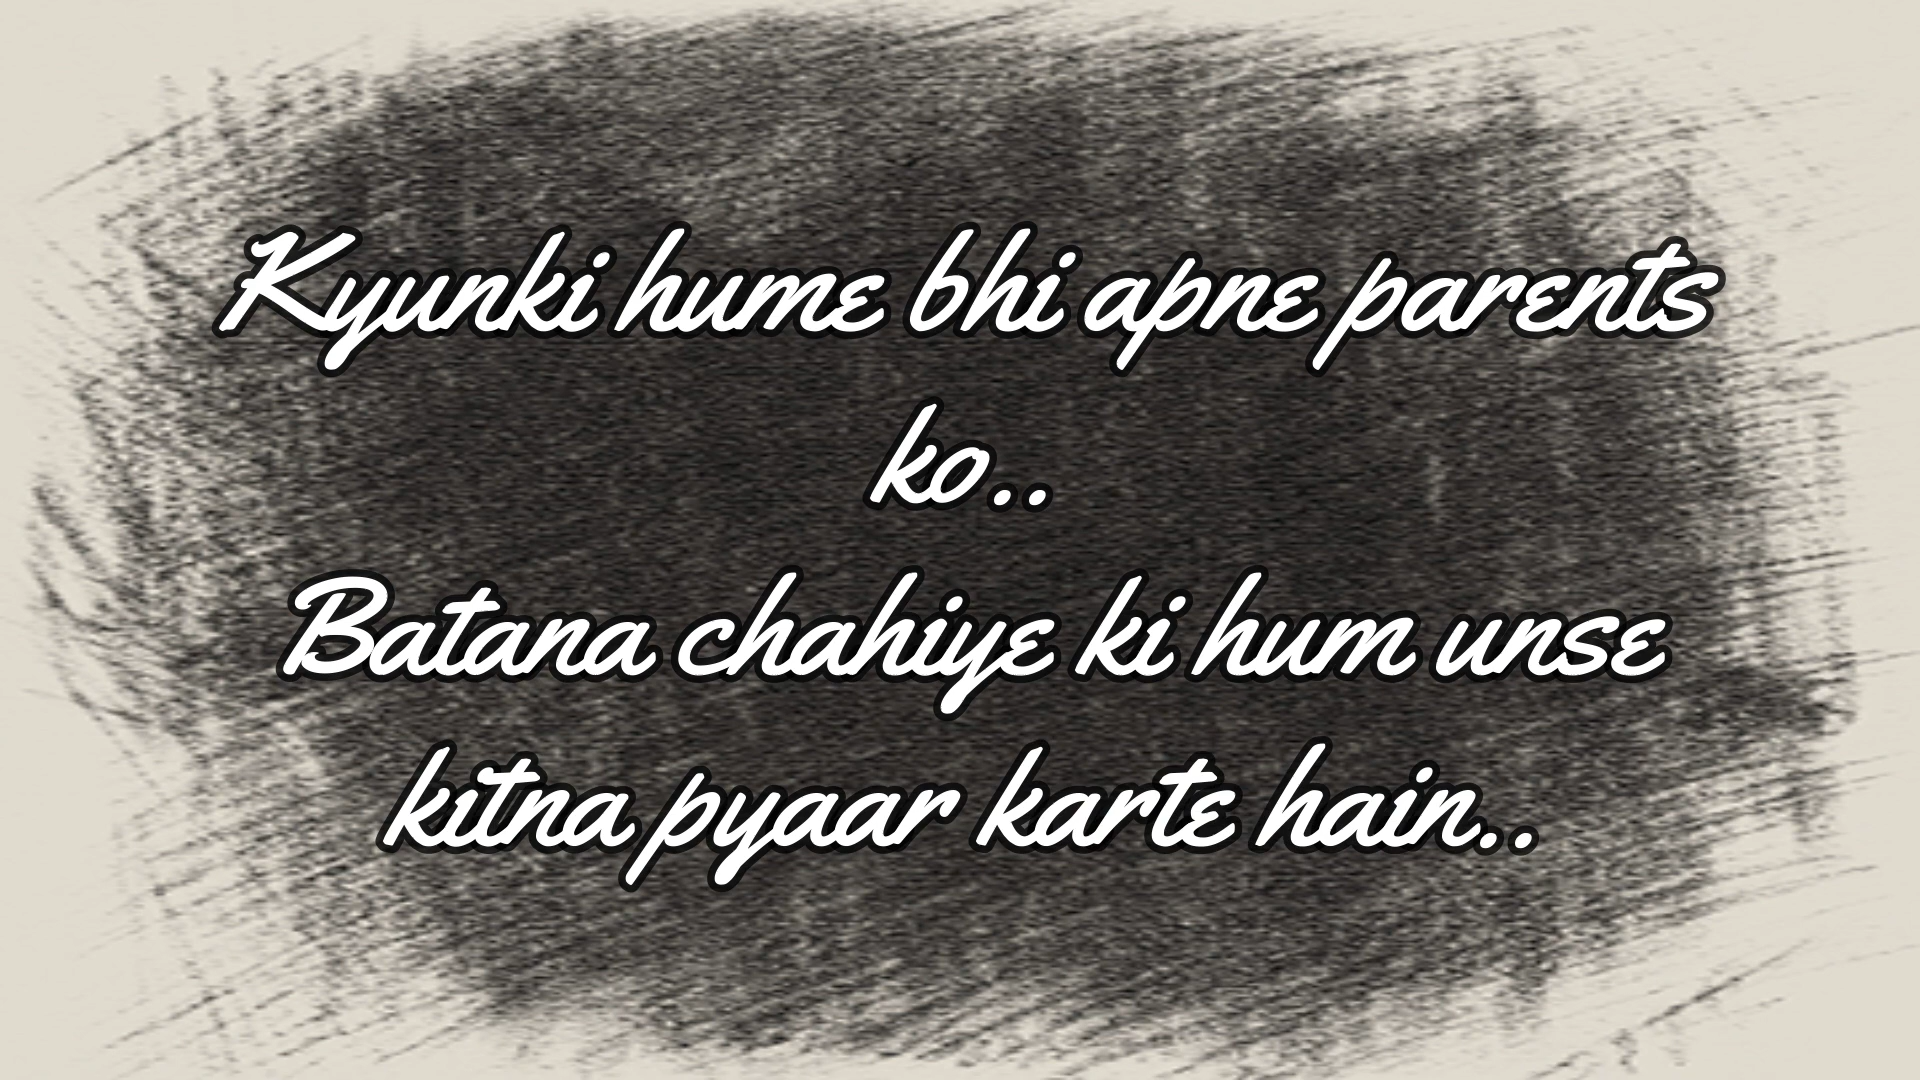 Kyunki hume bhi apne parents
ko..
Batana chahiye ki hum unse
kitna pyaar karte hain..